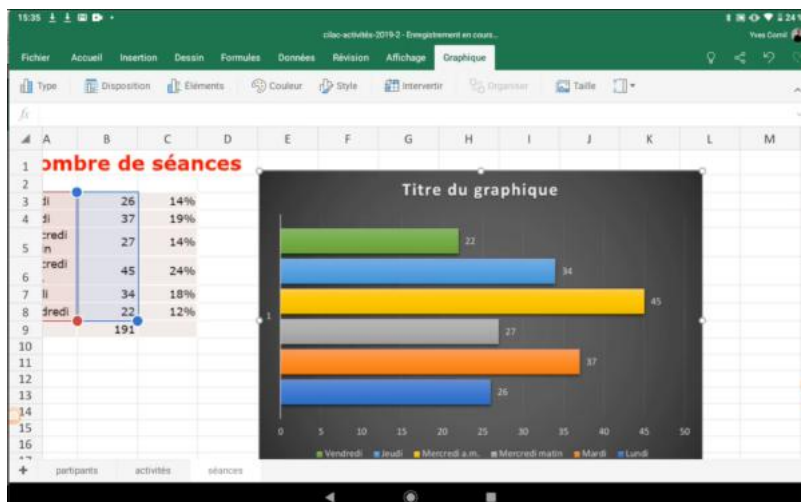 15:35
24%
cilac-activités-2019-2 - Enregistrement en cours...
Yves Cornil
Fichier Accueil Insertion Dessin Formules Données Révision Affichage Graphique
Type Disposition Eléments Couleur Style Intervertir Organiser Taille
fx
A B C D E F G H I J K L M
1 ombre de séances
2
3 di 26 14%
4 di 37 19%
5 credi in 27 14%
6 credi 45 24%
7 li 34 18%
8 dredi 22 12%
9 191
10
11
12
13
14
15
16
Titre du graphique
22
34
45
1
27
37
26
0 5 10 15 20 25 30 35 40 45 50
Vendredi Jeudi Mercredi a.m. Mercredi matin Mardi Lundi
+ partipants activités séances